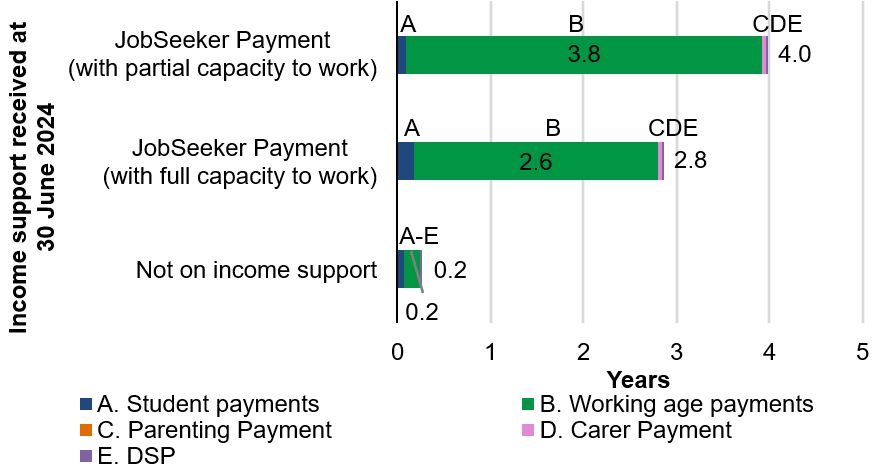 Income support received at
30 June 2024
A B CDE
JobSeeker Payment
(with partial capacity to work)
3.8 4.0
A B CDE
JobSeeker Payment
(with full capacity to work)
2.6 2.8
A-E
Not on income support
0.2
0.2
0 1 2 3 4 5
Years
A. Student payments
B. Working age payments
C. Parenting Payment
D. Carer Payment
E. DSP